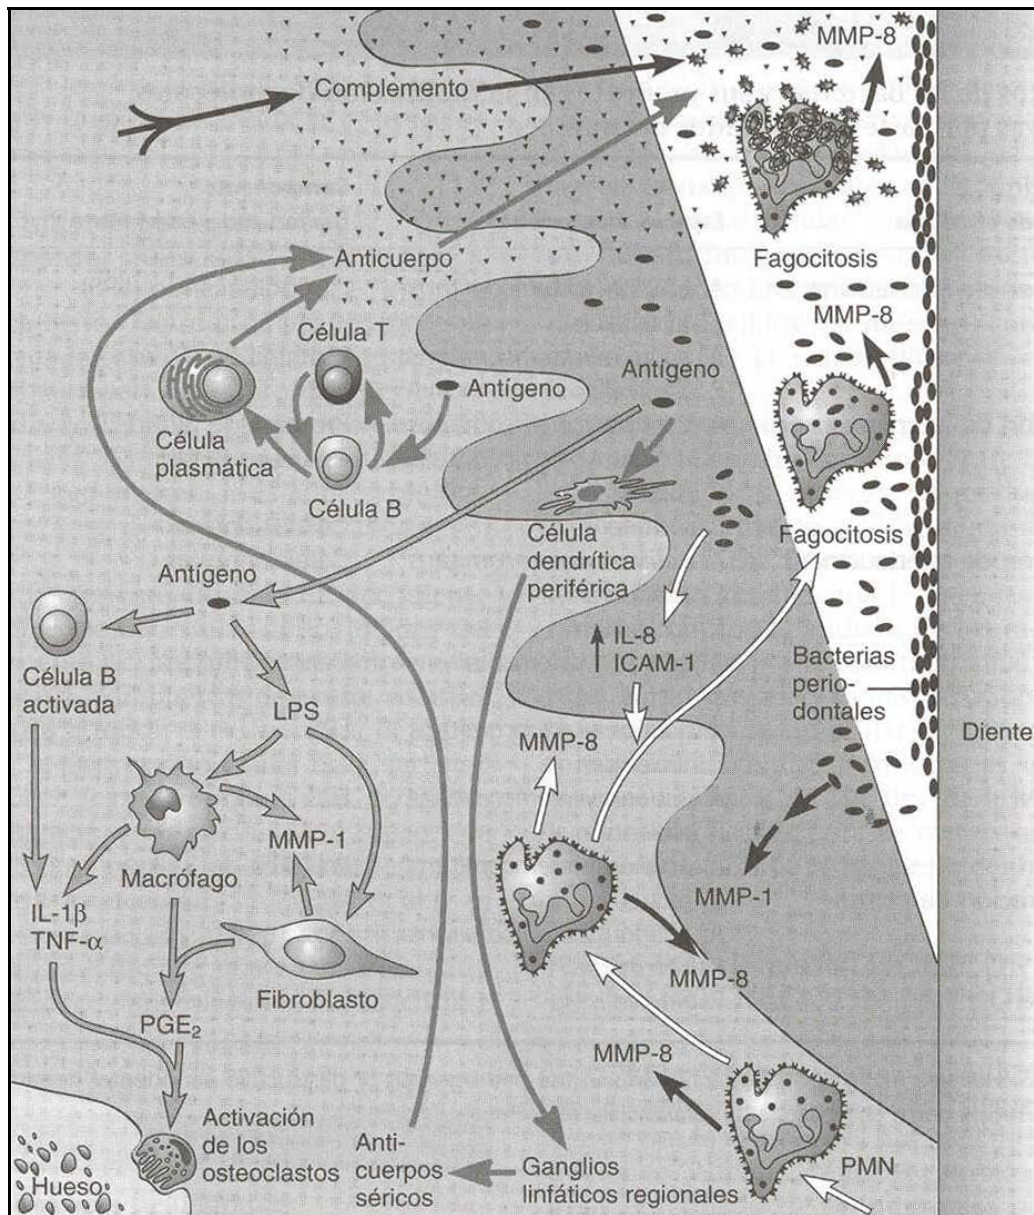 MMP-8
Complemento
Fagocitosis
Anticuerpo
MMP-8
Célula T
Antígeno
Antígeno
Célula
plasmática
Célula B
Fagocitosis
Célula
dendrítica
periférica
Antígeno
IL-8
ICAM-1
Célula B
activada
Bacterias
perio-
dontales
LPS
MMP-8
Diente
MMP-1
Macrófago
MMP-1
IL-1β
TNF-α
MMP-8
Fibroblasto
PGE₂
MMP-8
Activación
de los
osteoclastos
Anti-
cuerpos
séricos
Ganglios
linfáticos regionales
PMN
Hueso